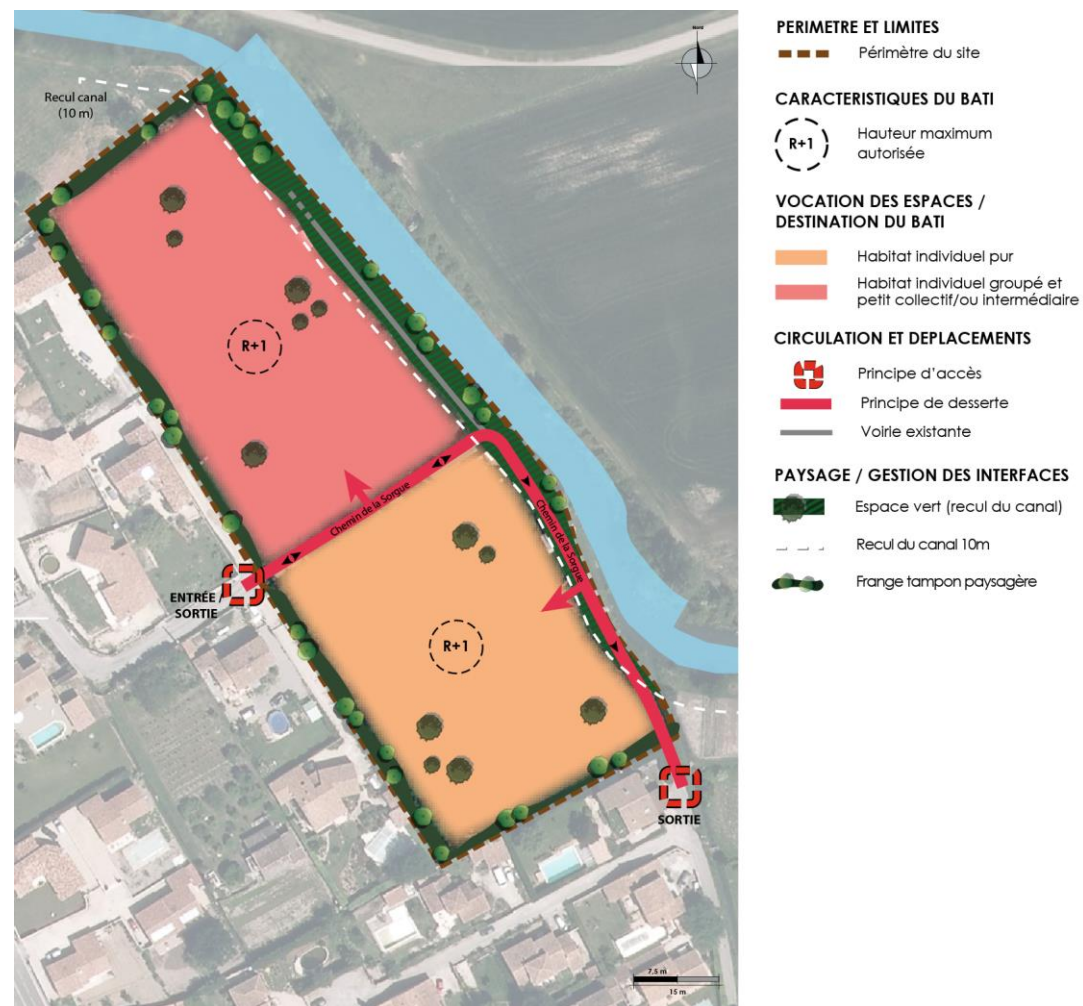 Nord
Recul canal
(10 m)
R+1
Chemin de la Sorgue
Chemin de la Sorgue
ENTRÉE /
SORTIE
R+1
SORTIE
7.5 m
15 m
PERIMETRE ET LIMITES
Périmètre du site
CARACTERISTIQUES DU BATI
R+1
Hauteur maximum
autorisée
VOCATION DES ESPACES /
DESTINATION DU BATI
Habitat individuel pur
Habitat individuel groupé et
petit collectif/ou intermédiaire
CIRCULATION ET DEPLACEMENTS
Principe d'accès
Principe de desserte
Voirie existante
PAYSAGE / GESTION DES INTERFACES
Espace vert (recul du canal)
Recul du canal 10m
Frange tampon paysagère